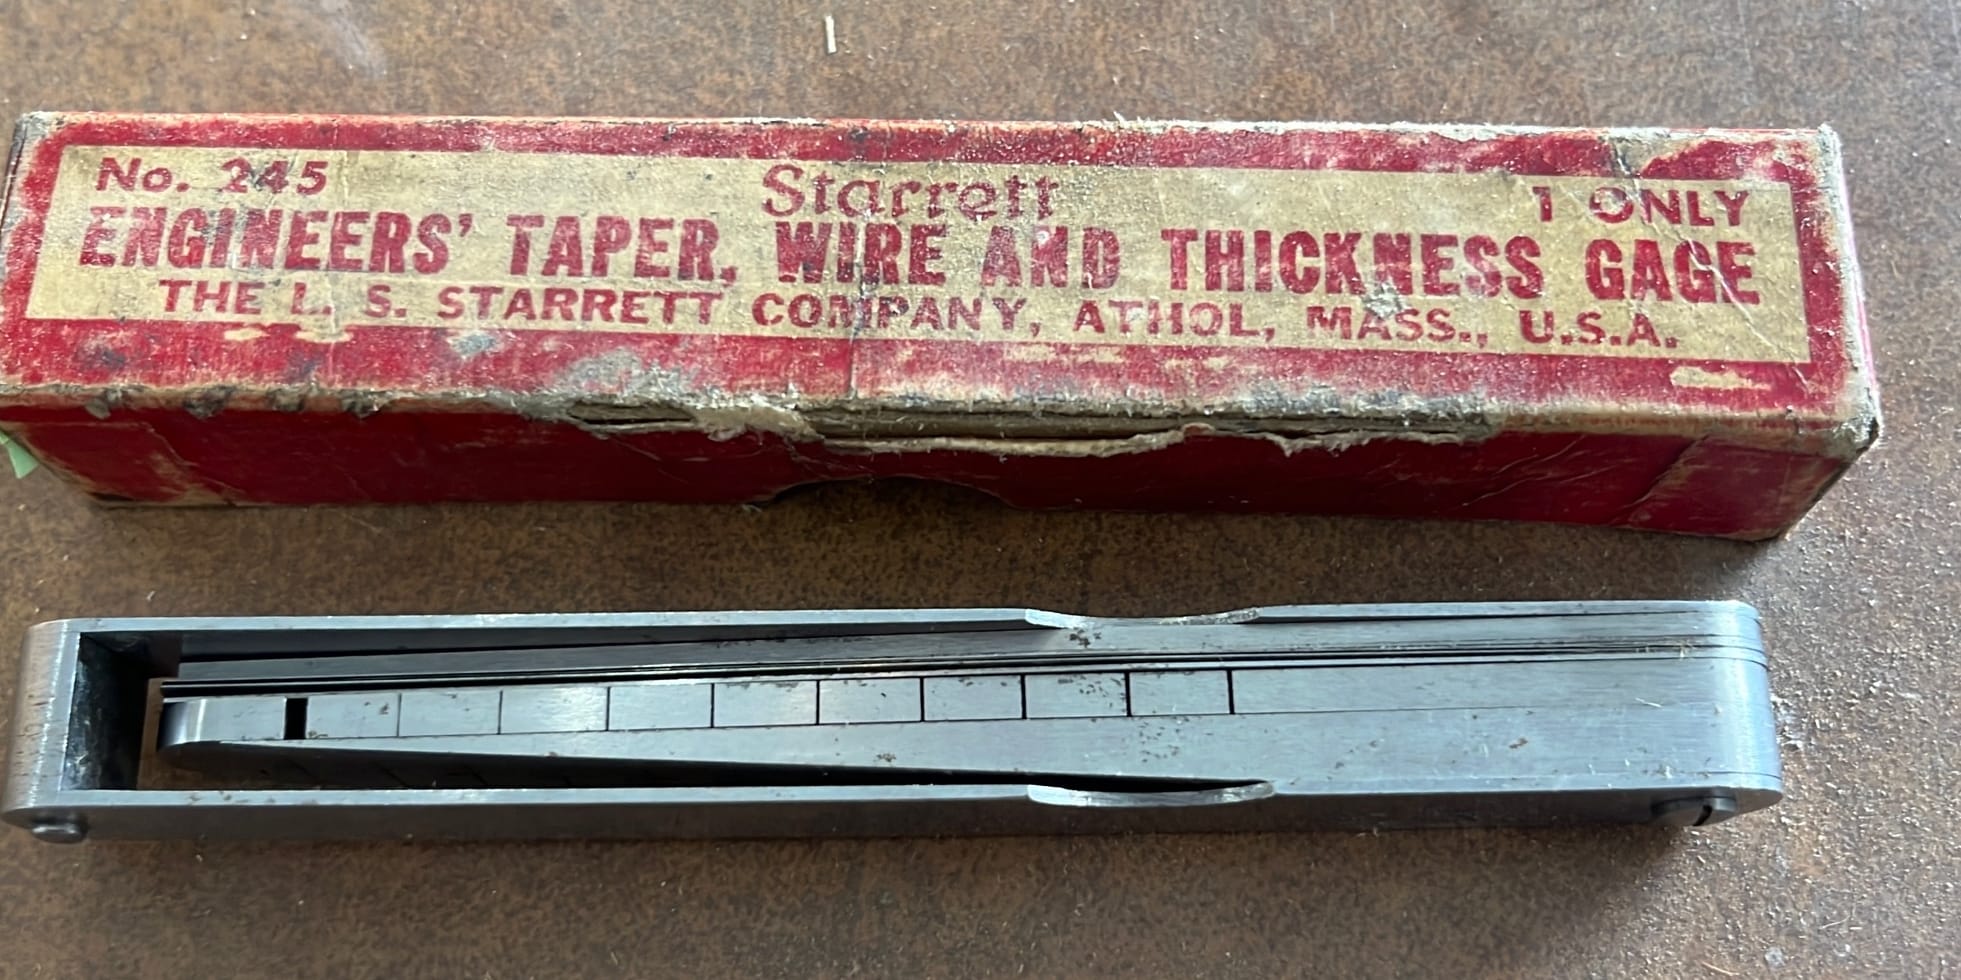 No. 245 Starrett 1 ONLY
ENGINEERS' TAPER, WIRE AND THICKNESS GAGE
THE L. S. STARRETT COMPANY, ATHOL, MASS., U.S.A.